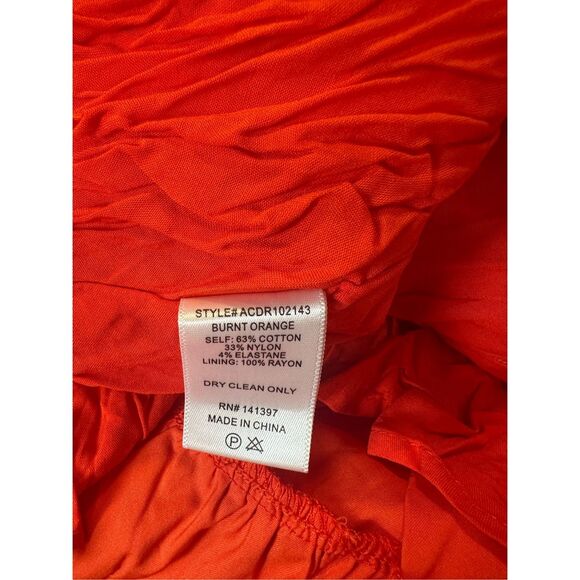 STYLE# ACDR102143
BURNT ORANGE
SELF: 63% COTTON
33% NYLON
4% ELASTANE
LINING: 100% RAYON
DRY CLEAN ONLY
RN# 141397
MADE IN CHINA
P